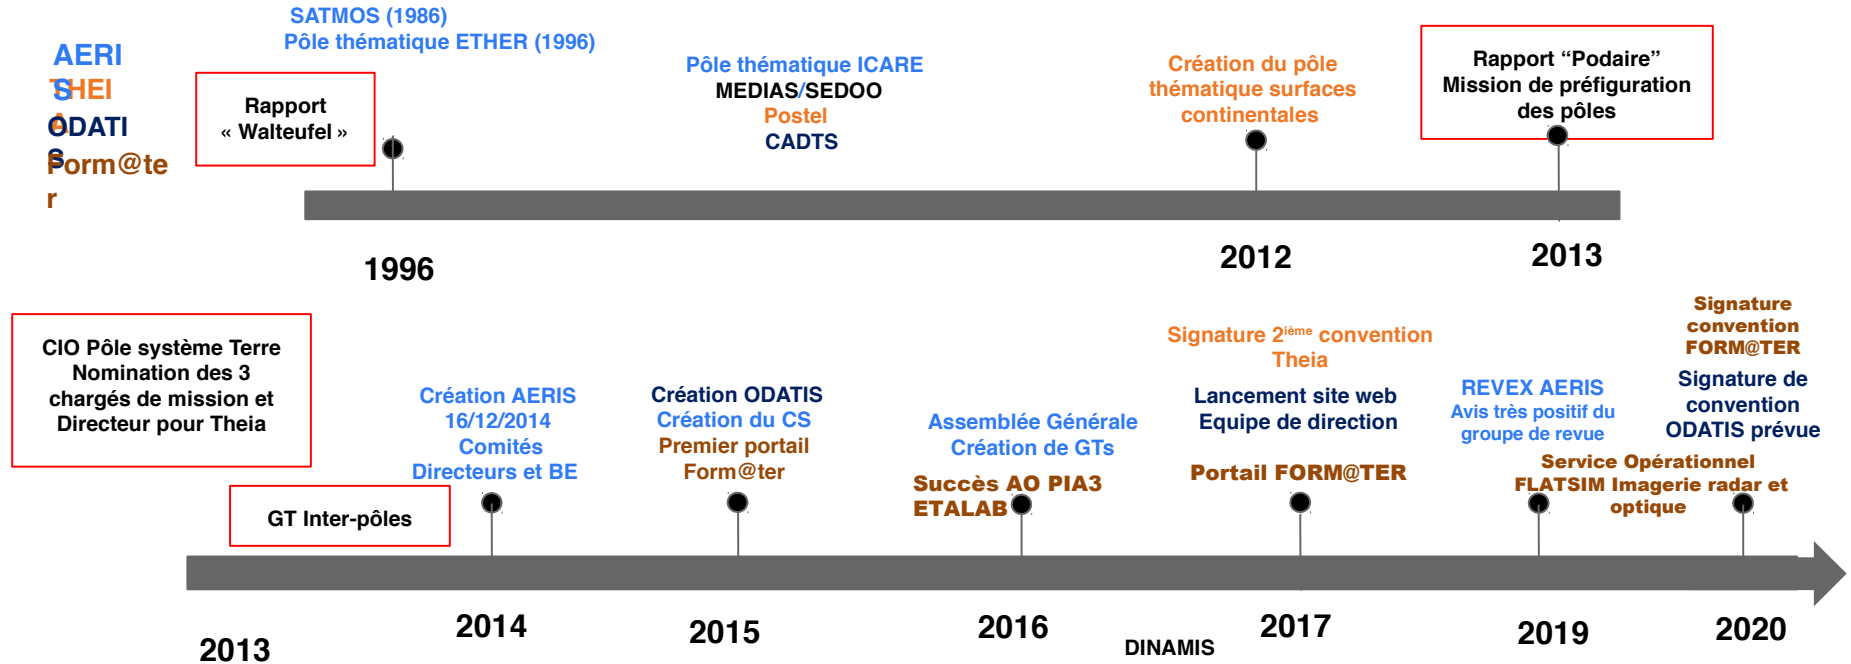 SATMOS (1986)
Pôle thématique ETHER (1996)
AERI
S
THEI
A
ODATI
S
Form@te
r
Rapport
« Walteufel »
Pôle thématique ICARE
MEDIAS/SEDOO
Postel
CADTS
Création du pôle
thématique surfaces
continentales
Rapport “Podaire”
Mission de préfiguration
des pôles
1996
2012
2013
CIO Pôle système Terre
Nomination des 3
chargés de mission et
Directeur pour Theia
GT Inter-pôles
Création AERIS
16/12/2014
Comités
Directeurs et BE
Création ODATIS
Création du CS
Premier portail
Form@ter
Assemblée Générale
Création de GTs
Succès AO PIA3
ETALAB
Signature 2ième convention
Theia
Lancement site web
Equipe de direction
Portail FORM@TER
REVEX AERIS
Avis très positif du
groupe de revue
Signature
convention
FORM@TER
Signature de
convention
ODATIS prévue
Service Opérationnel
FLATSIM Imagerie radar et
optique
2013
2014
2015
2016
DINAMIS
2017
2019
2020